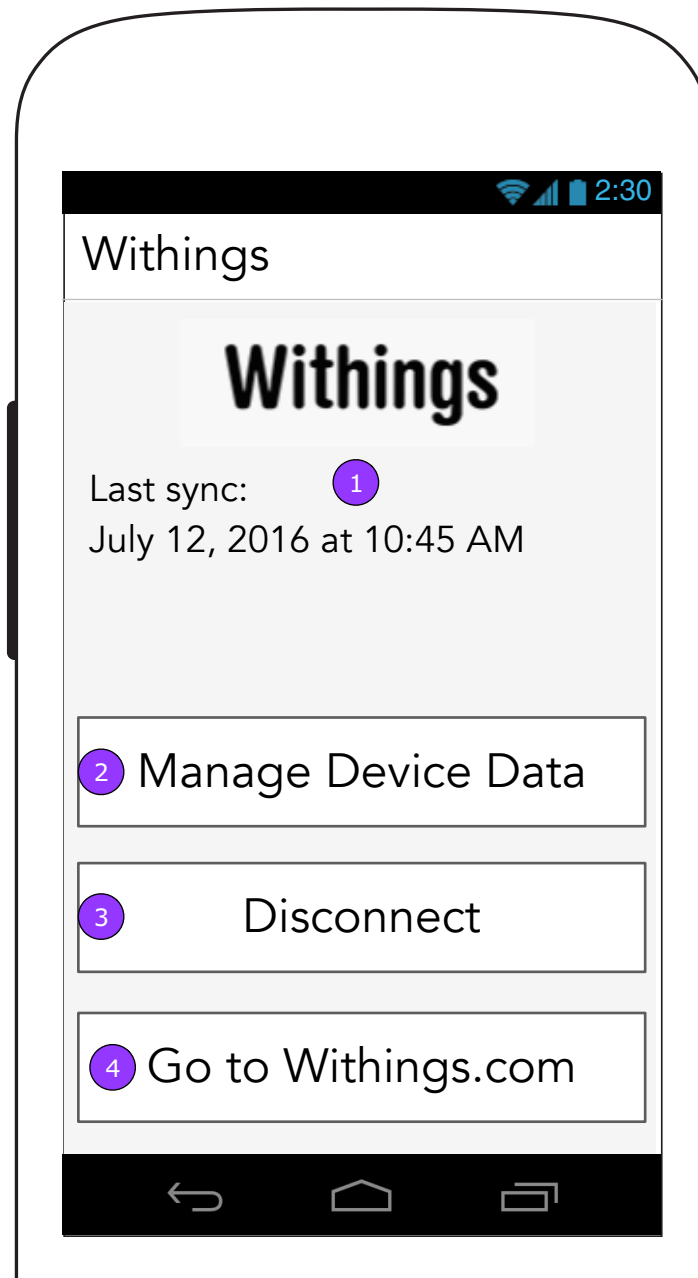 2:30
Withings
Withings
Last sync:
1
July 12, 2016 at 10:45 AM
2 Manage Device Data
3 Disconnect
4 Go to Withings.com